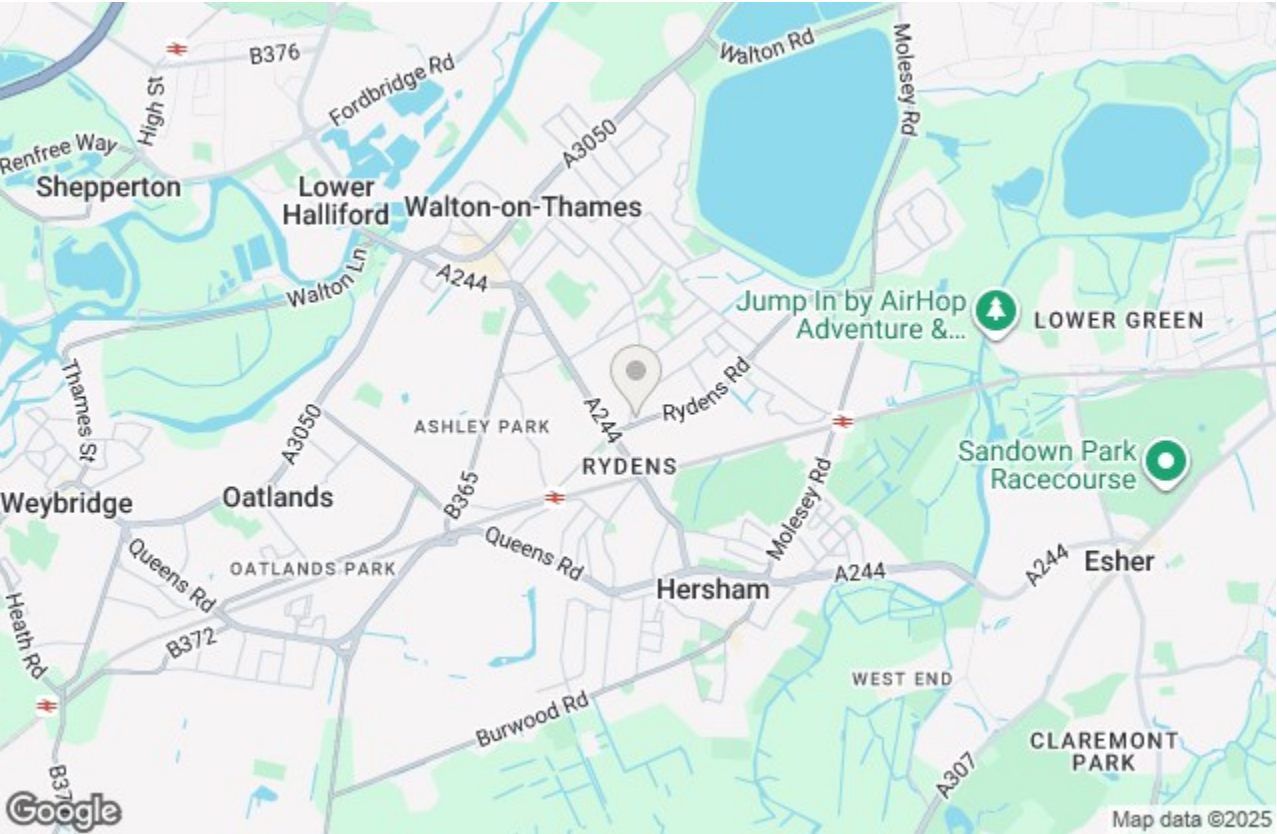 B376
Walton Rd
Molesey Rd
High St
Fordbridge Rd
A3050
Renfree Way
Shepperton
Lower
Halliford
Walton-on-Thames
Walton Ln
A244
Jump In by AirHop
Adventure &...
LOWER GREEN
Thames St
A3050
ASHLEY PARK
A244
Rydens Rd
RYDENS
Sandown Park
Racecourse
Weybridge
Oatlands
B365
Molesey Rd
Queens Rd
Queens Rd
OATLANDS PARK
Hersham
A244
A244
Esher
Heath Rd
B372
WEST END
Burwood Rd
CLAREMONT
PARK
A307
B37
Google
Map data ©2025